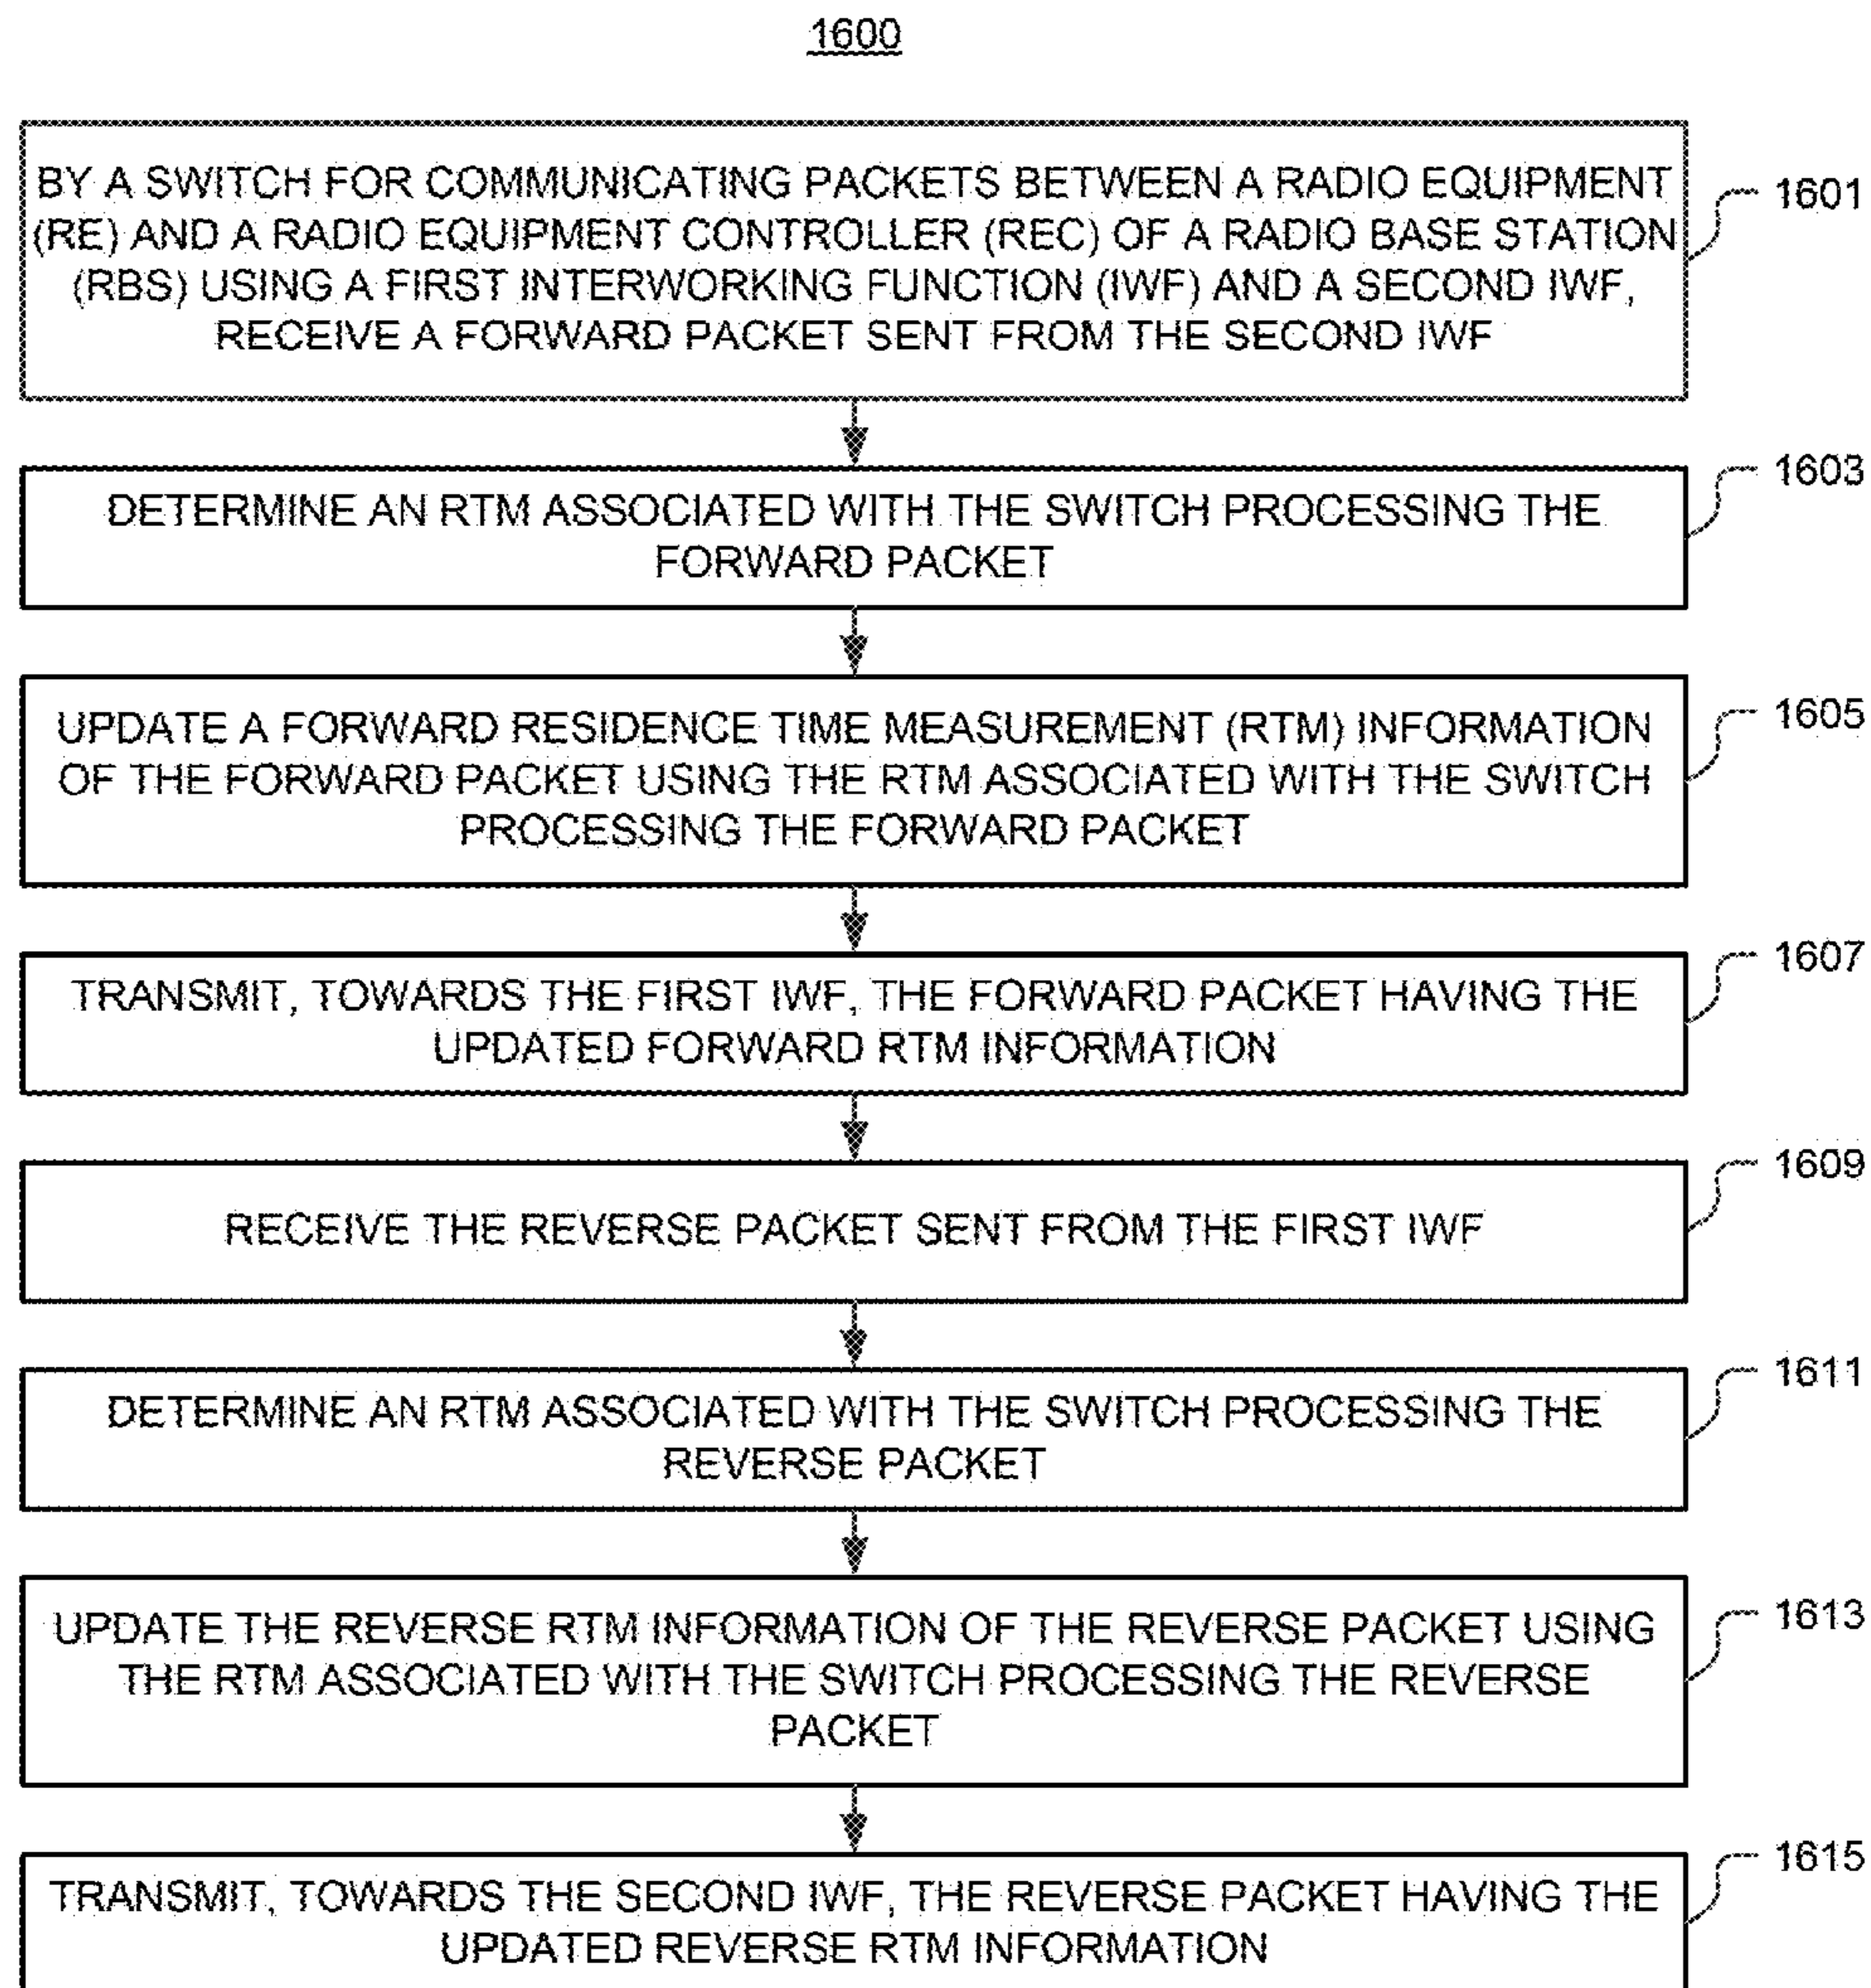 1600
BY A SWITCH FOR COMMUNICATING PACKETS BETWEEN A RADIO EQUIPMENT
(RE) AND A RADIO EQUIPMENT CONTROLLER (REC) OF A RADIO BASE STATION
(RBS) USING A FIRST INTERWORKING FUNCTION (IWF) AND A SECOND IWF,
RECEIVE A FORWARD PACKET SENT FROM THE SECOND IWF
1601
DETERMINE AN RTM ASSOCIATED WITH THE SWITCH PROCESSING THE
FORWARD PACKET
1603
UPDATE A FORWARD RESIDENCE TIME MEASUREMENT (RTM) INFORMATION
OF THE FORWARD PACKET USING THE RTM ASSOCIATED WITH THE SWITCH
PROCESSING THE FORWARD PACKET
1605
TRANSMIT, TOWARDS THE FIRST IWF, THE FORWARD PACKET HAVING THE
UPDATED FORWARD RTM INFORMATION
1607
RECEIVE THE REVERSE PACKET SENT FROM THE FIRST IWF
1609
DETERMINE AN RTM ASSOCIATED WITH THE SWITCH PROCESSING THE
REVERSE PACKET
1611
UPDATE THE REVERSE RTM INFORMATION OF THE REVERSE PACKET USING
THE RTM ASSOCIATED WITH THE SWITCH PROCESSING THE REVERSE
PACKET
1613
TRANSMIT, TOWARDS THE SECOND IWF, THE REVERSE PACKET HAVING THE
UPDATED REVERSE RTM INFORMATION
1615